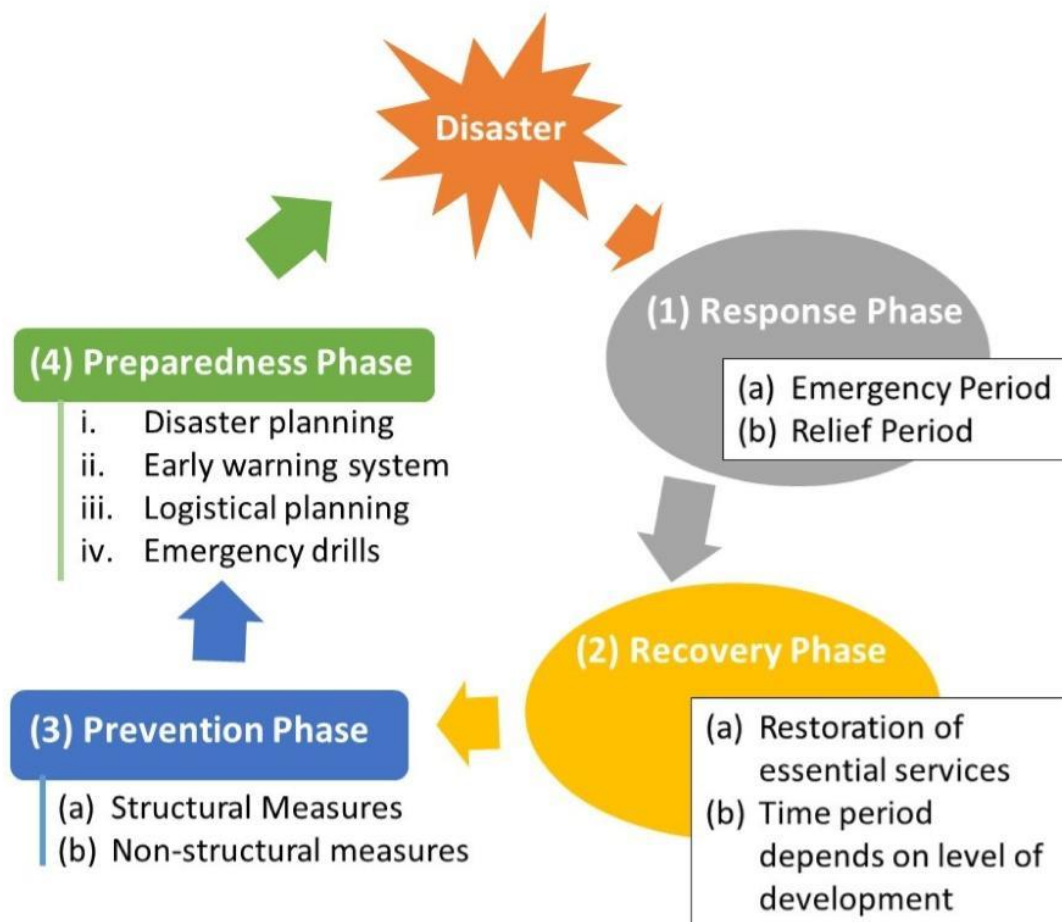 Disaster
(1) Response Phase
(a) Emergency Period
(b) Relief Period
(2) Recovery Phase
(a) Restoration of
essential services
(b) Time period
depends on level of
development
(3) Prevention Phase
(a) Structural Measures
(b) Non-structural measures
(4) Preparedness Phase
i. Disaster planning
ii. Early warning system
iii. Logistical planning
iv. Emergency drills